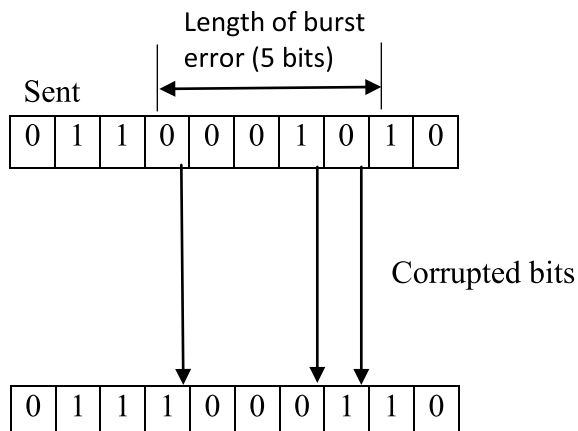 Length of burst
error (5 bits)
Sent
0 1 1 0 0 0 1 0 1 0
Corrupted bits
0 1 1 1 0 0 0 1 1 0